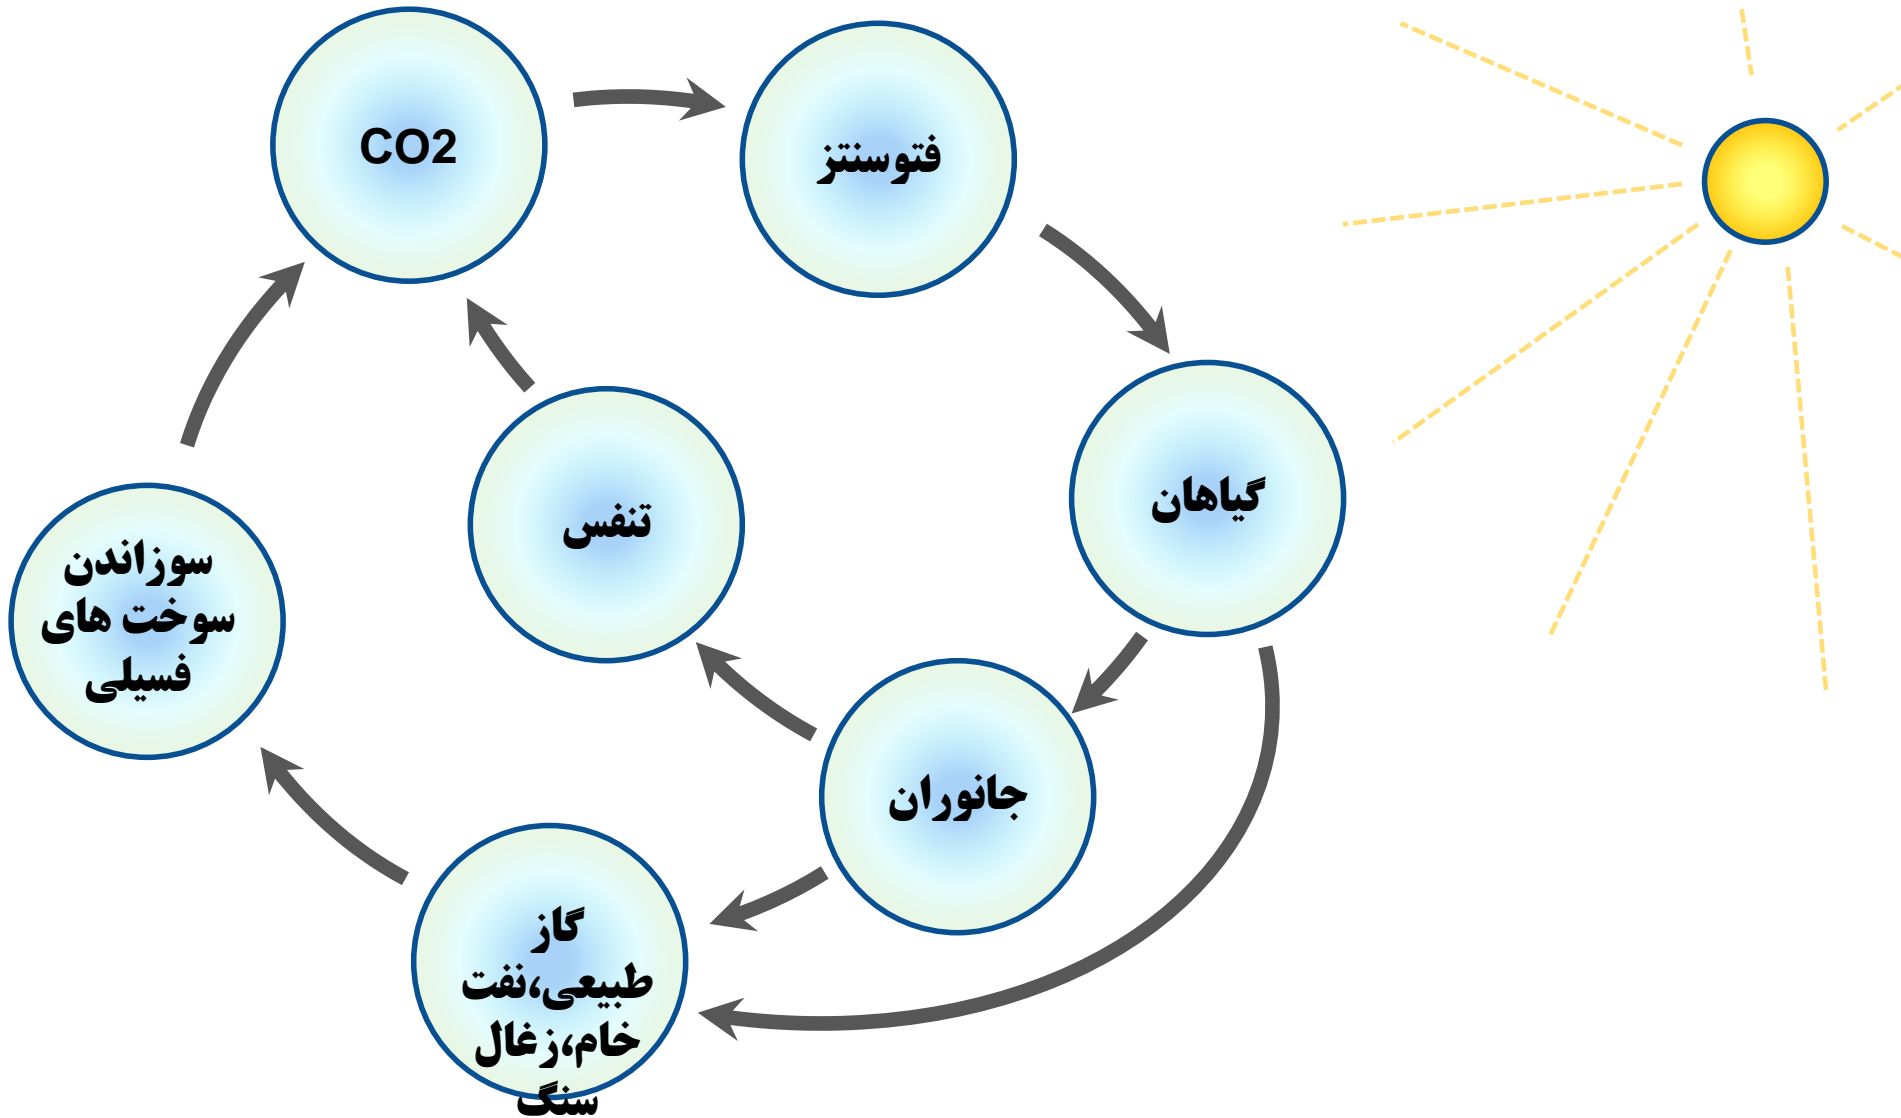 CO2
فتوسنتز
گیاهان
تنفس
سوزاندن
سوخت های
فسیلی
جانوران
گاز
طبیعی،نفت
خام،زغال
سنگ